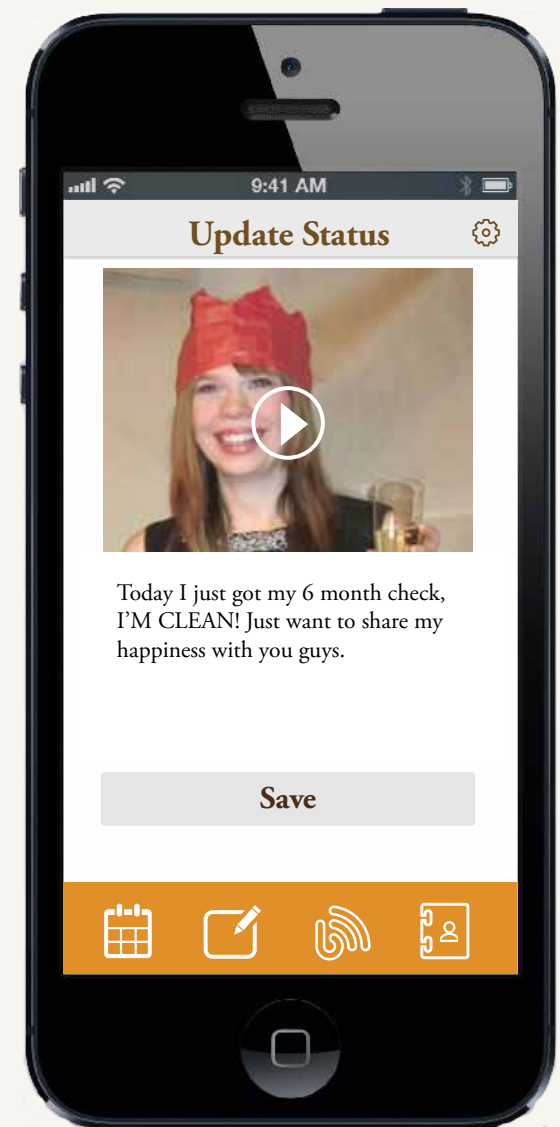 9:41 AM
Update Status
Today I just got my 6 month check,
I’M CLEAN! Just want to share my
happiness with you guys.
Save